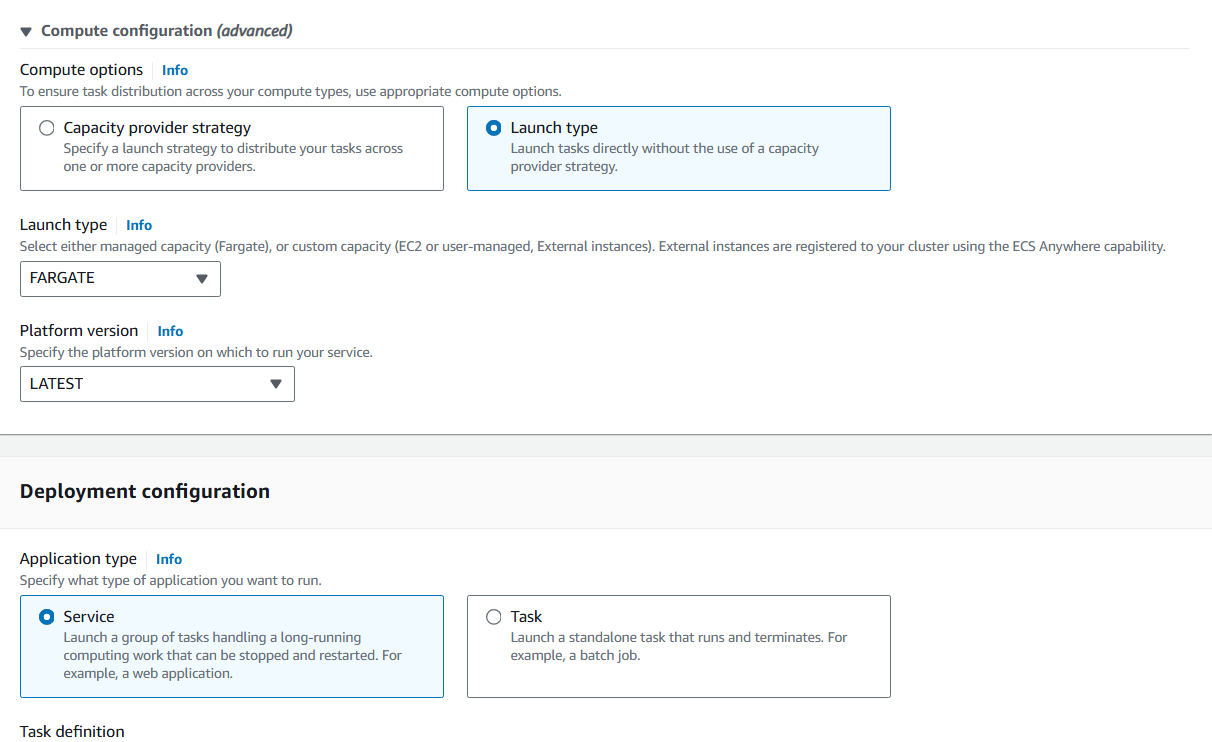 Compute configuration (advanced)
Compute options Info
To ensure task distribution across your compute types, use appropriate compute options.
Capacity provider strategy
Specify a launch strategy to distribute your tasks across
one or more capacity providers.
Launch type
Launch tasks directly without the use of a capacity
provider strategy.
Launch type Info
Select either managed capacity (Fargate), or custom capacity (EC2 or user-managed, External instances). External instances are registered to your cluster using the ECS Anywhere capability.
FARGATE
Platform version Info
Specify the platform version on which to run your service.
LATEST
Deployment configuration
Application type Info
Specify what type of application you want to run.
Service
Launch a group of tasks handling a long-running
computing work that can be stopped and restarted. For
example, a web application.
Task
Launch a standalone task that runs and terminates. For
example, a batch job.
Task definition